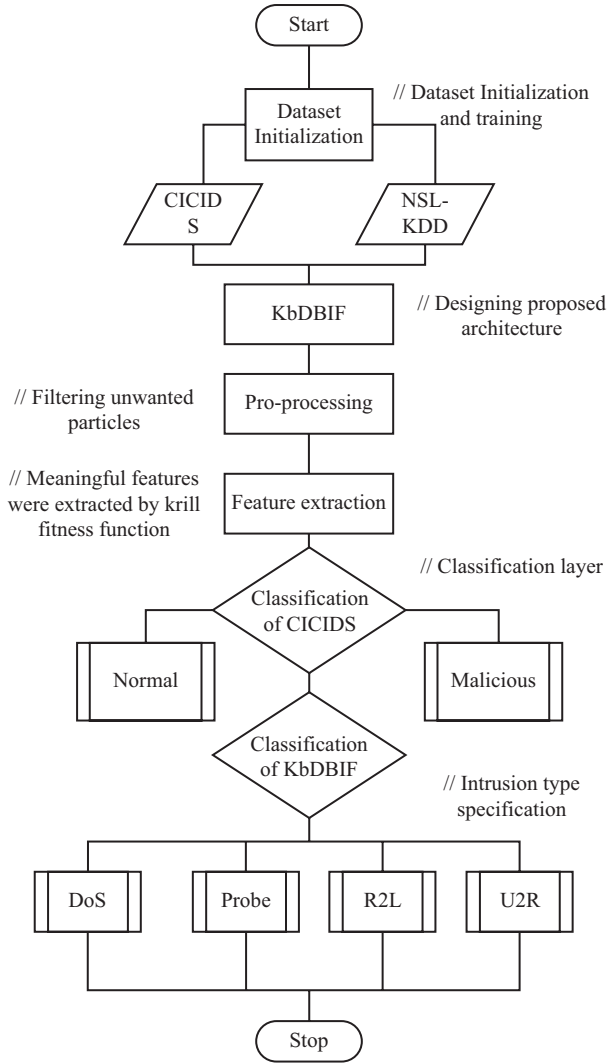 Start
Dataset
Initialization
// Dataset Initialization
and training
CICID
S
NSL-
KDD
KbDBIF
// Designing proposed
architecture
// Filtering unwanted
particles
Pro-processing
// Meaningful features
were extracted by krill
fitness function
Feature extraction
// Classification layer
Classification
of CICIDS
Normal
Malicious
Classification
of KbDBIF
// Intrusion type
specification
DoS
Probe
R2L
U2R
Stop